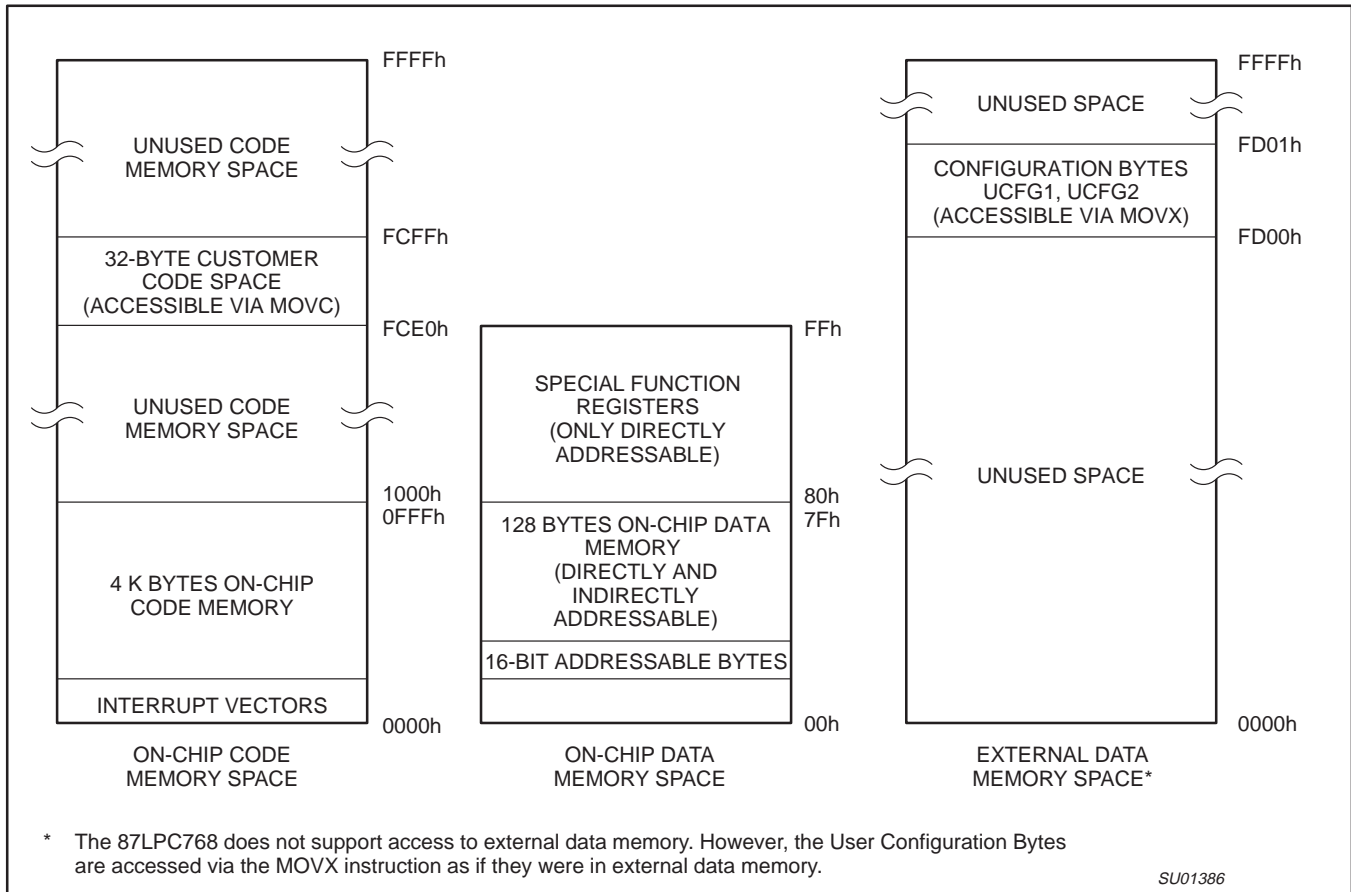 FFFFh
UNUSED CODE
MEMORY SPACE
FCFFh
32-BYTE CUSTOMER
CODE SPACE
(ACCESSIBLE VIA MOVC)
FCE0h
UNUSED CODE
MEMORY SPACE
1000h
0FFFh
4 K BYTES ON-CHIP
CODE MEMORY
INTERRUPT VECTORS
0000h
ON-CHIP CODE
MEMORY SPACE
FFh
SPECIAL FUNCTION
REGISTERS
(ONLY DIRECTLY
ADDRESSABLE)
80h
7Fh
128 BYTES ON-CHIP DATA
MEMORY
(DIRECTLY AND
INDIRECTLY
ADDRESSABLE)
16-BIT ADDRESSABLE BYTES
00h
ON-CHIP DATA
MEMORY SPACE
FFFFh
UNUSED SPACE
FD01h
CONFIGURATION BYTES
UCFG1, UCFG2
(ACCESSIBLE VIA MOVX)
FD00h
UNUSED SPACE
0000h
EXTERNAL DATA
MEMORY SPACE*
* The 87LPC768 does not support access to external data memory. However, the User Configuration Bytes
are accessed via the MOVX instruction as if they were in external data memory.
SU01386